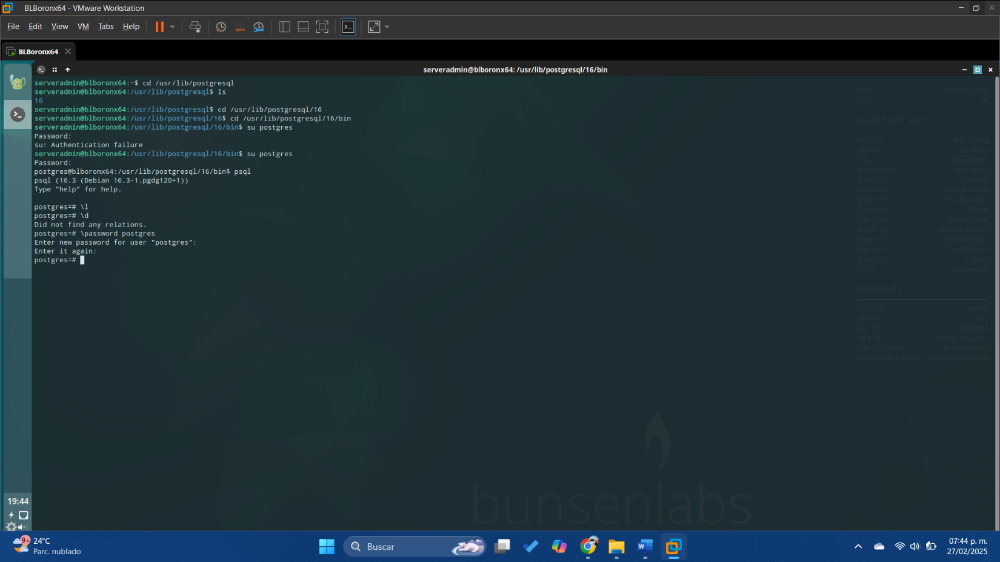 BLBoronx64 - VMware Workstation
File Edit View VM Tabs Help
BLBoronx64
serveradmin@blboronx64: /usr/lib/postgresql/16/bin
serveradmin@blboronx64:~$ cd /usr/lib/postgresql
serveradmin@blboronx64:/usr/lib/postgresql$ ls
16
serveradmin@blboronx64:/usr/lib/postgresql$ cd /usr/lib/postgresql/16
serveradmin@blboronx64:/usr/lib/postgresql/16$ cd /usr/lib/postgresql/16/bin
serveradmin@blboronx64:/usr/lib/postgresql/16/bin$ su postgres
Password:
su: Authentication failure
serveradmin@blboronx64:/usr/lib/postgresql/16/bin$ su postgres
Password:
postgres@blboronx64:/usr/lib/postgresql/16/bin$ psql
psql (16.3 (Debian 16.3-1.pgdg120+1))
Type "help" for help.
postgres=# \l
postgres=# \d
Did not find any relations.
postgres=# \password postgres
Enter new password for user "postgres":
Enter it again:
postgres=#
RAM: 960M / 1.39G
CPU: 1%
SHORTCUT KEYS
Alt + F2 Run Dialog
Alt + F3 Alt Menu
Super Main Menu
Super + Tab Client Menu
Super + t Terminal
Super + w Web Browser
Super + f File Manager
Super + e Editor
Super + m Media Player
Super + v volume Control
Super + h Task Manager
Super + l Lock Screen
Super + x Logout
PrtSc Screenshot
WINDOWS
Alt + Tab Switch
Alt + F4 Close
Alt + F5 Minimize
Alt + F6 Toggle Maximize
Super + arrow Tile half-screen
Super + Alt + arrow Tile quarter-screen
bunsenlabs
19:44
9+
24°C
Parc. nublado
Buscar
07:44 p. m.
27/02/2025